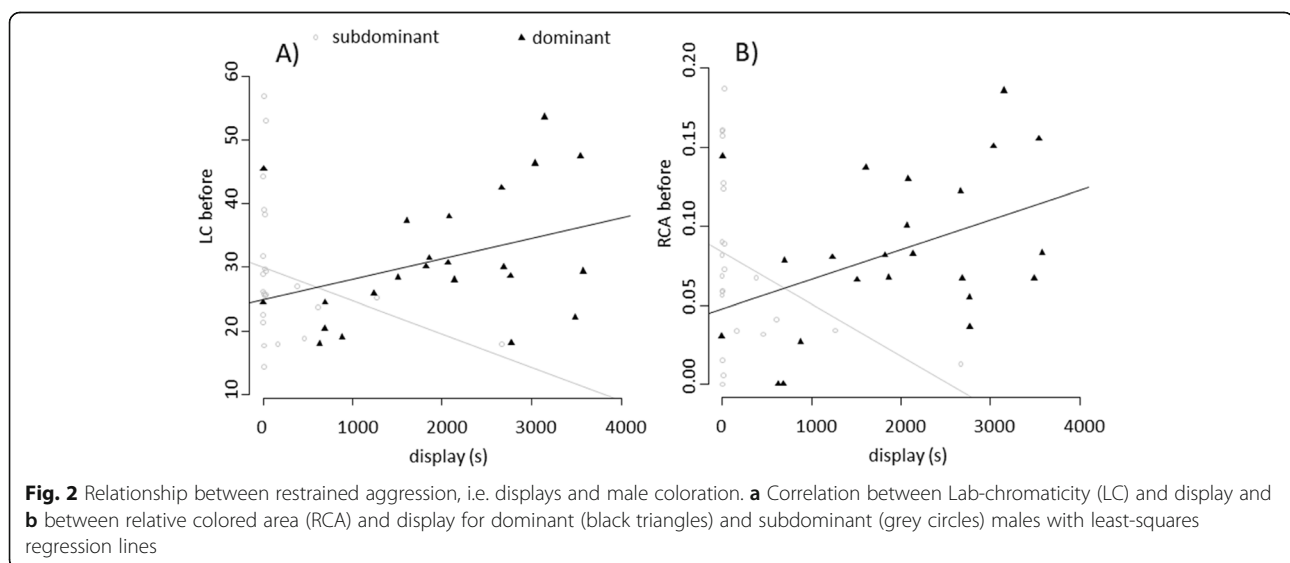 ○ subdominant ▲ dominant
A)
LC before
60
50
40
30
20
10
0 1000 2000 3000 4000
display (s)
B)
RCA before
0.20
0.15
0.10
0.05
0.00
0 1000 2000 3000 4000
display (s)
Fig. 2 Relationship between restrained aggression, i.e. displays and male coloration. a Correlation between Lab-chromaticity (LC) and display and
b between relative colored area (RCA) and display for dominant (black triangles) and subdominant (grey circles) males with least-squares
regression lines